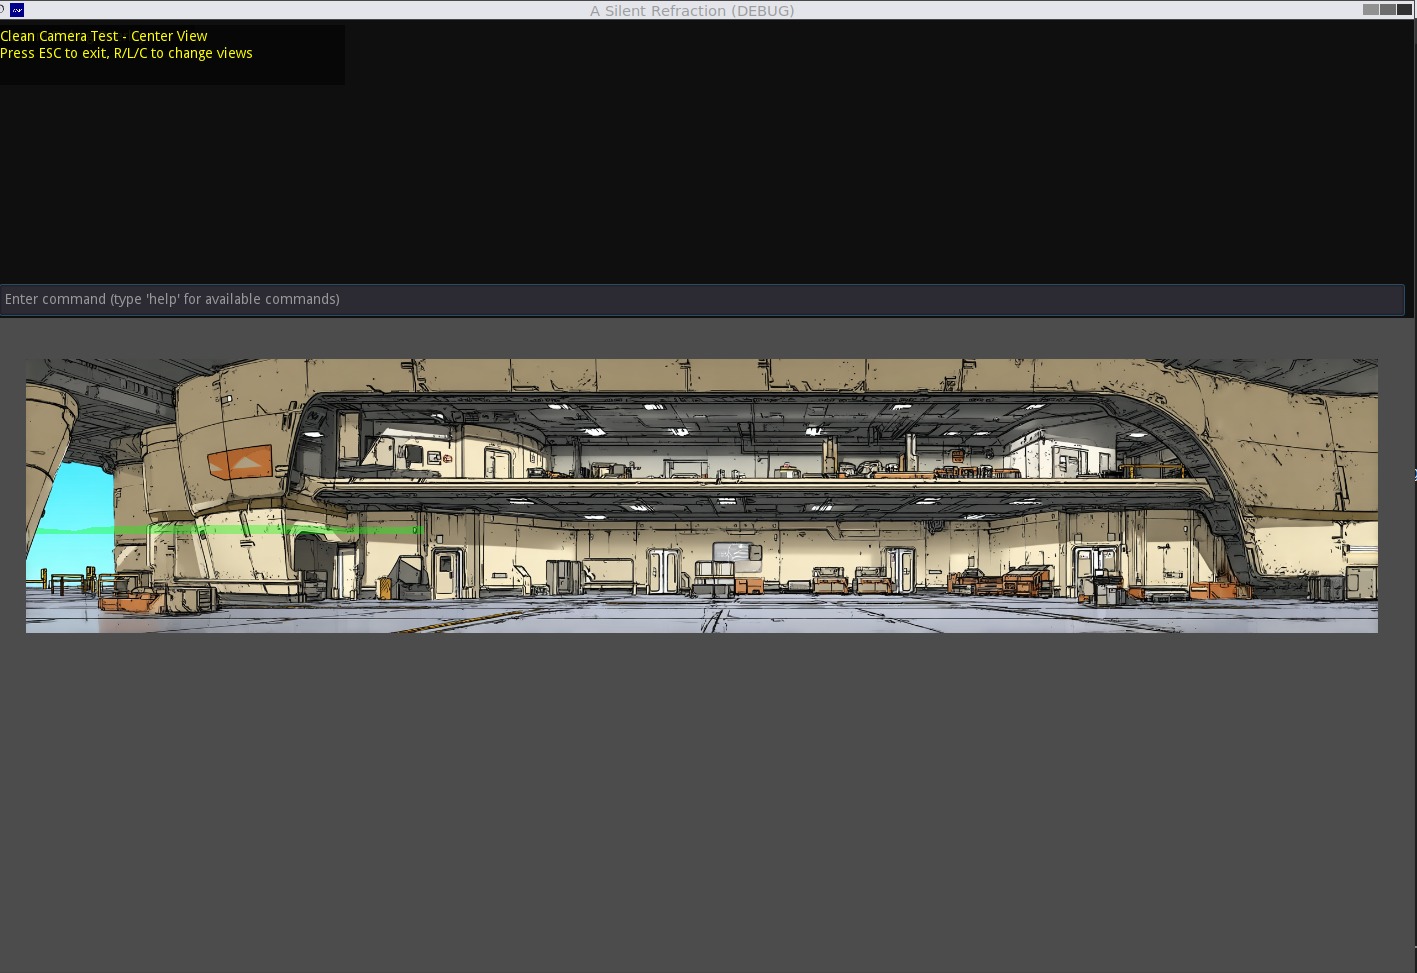 A Silent Refraction (DEBUG)
Clean Camera Test - Center View
Press ESC to exit, R/L/C to change views
Enter command (type 'help' for available commands)